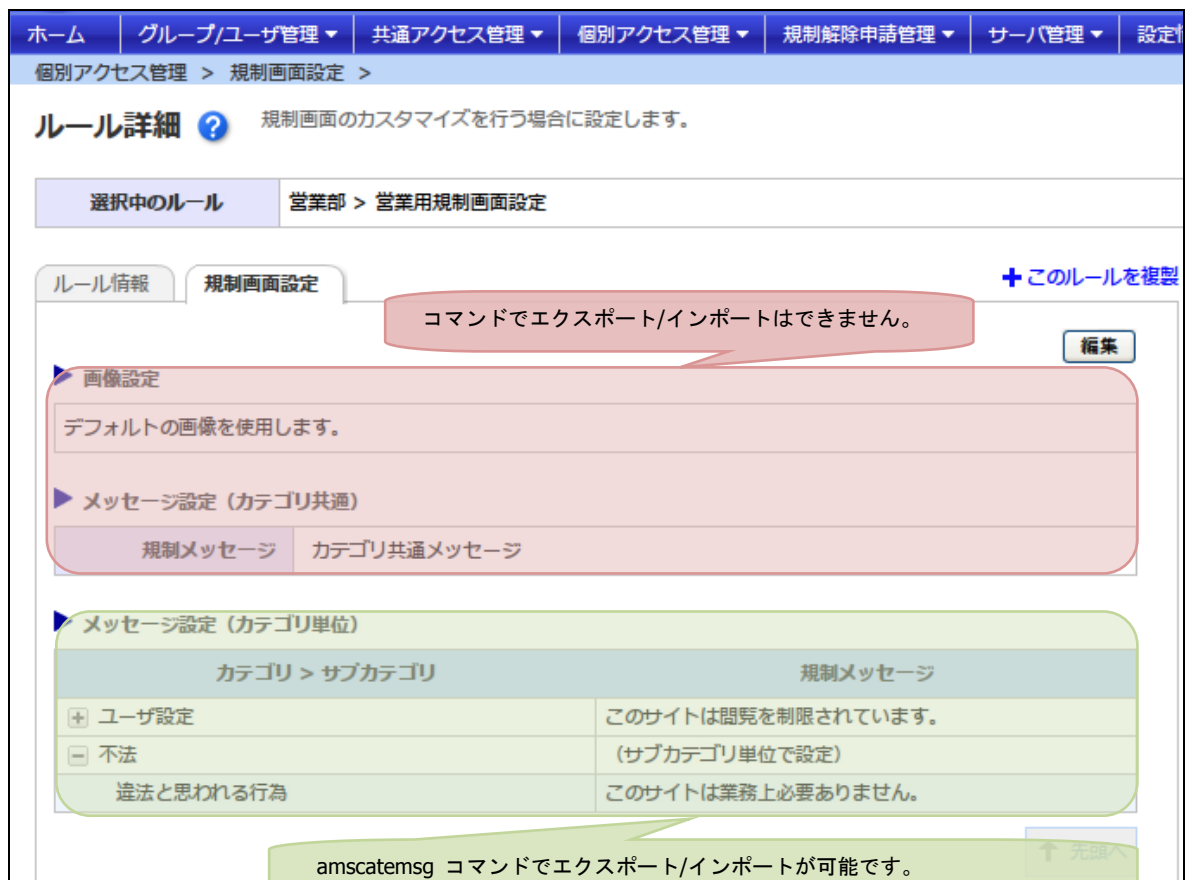 ホーム グループ/ユーザ管理▼ 共通アクセス管理▼ 個別アクセス管理▼ 規制解除申請管理▼ サーバ管理▼ 設定
個別アクセス管理 > 規制画面設定 >
ルール詳細 ? 規制画面のカスタマイズを行う場合に設定します。
選択中のルール 営業部 > 営業用規制画面設定
ルール情報 規制画面設定 +このルールを複製
コマンドでエクスポート/インポートはできません。
編集
画像設定
デフォルトの画像を使用します。
メッセージ設定（カテゴリ共通）
規制メッセージ カテゴリ共通メッセージ
メッセージ設定（カテゴリ単位）
カテゴリ > サブカテゴリ 規制メッセージ
ユーザ設定 このサイトは閲覧を制限されています。
不法 （サブカテゴリ単位で設定）
違法と思われる行為 このサイトは業務上必要ありません。
↑ 先頭へ
amscatemsg コマンドでエクスポート/インポートが可能です。